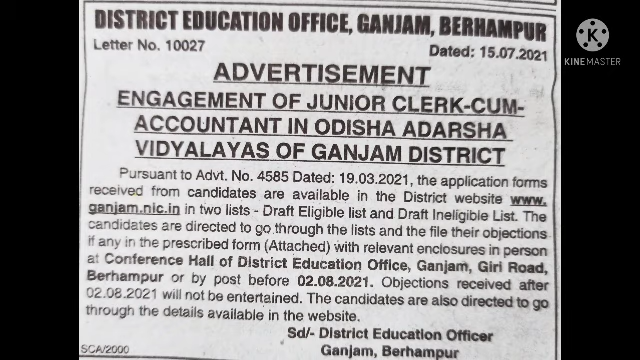 DISTRICT EDUCATION OFFICE, GANJAM, BERHAMPUR
Letter No. 10027 Dated: 15.07.2021
ADVERTISEMENT
ENGAGEMENT OF JUNIOR CLERK-CUM-
ACCOUNTANT IN ODISHA ADARSHA
VIDYALAYAS OF GANJAM DISTRICT
Pursuant to Advt. No. 4585 Dated: 19.03.2021, the application forms
received from candidates are available in the District website www.
ganjam.nic.in in two lists - Draft Eligible list and Draft Ineligible List. The
candidates are directed to go through the lists and the file their objections
if any in the prescribed form (Attached) with relevant enclosures in person
at Conference Hall of District Education Office, Ganjam, Giri Road,
Berhampur or by post before 02.08.2021. Objections received after
02.08.2021 will not be entertained. The candidates are also directed to go
through the details available in the website.
Sd/- District Education Officer
Ganjam, Berhampur
SCA/2000
KINEMASTER